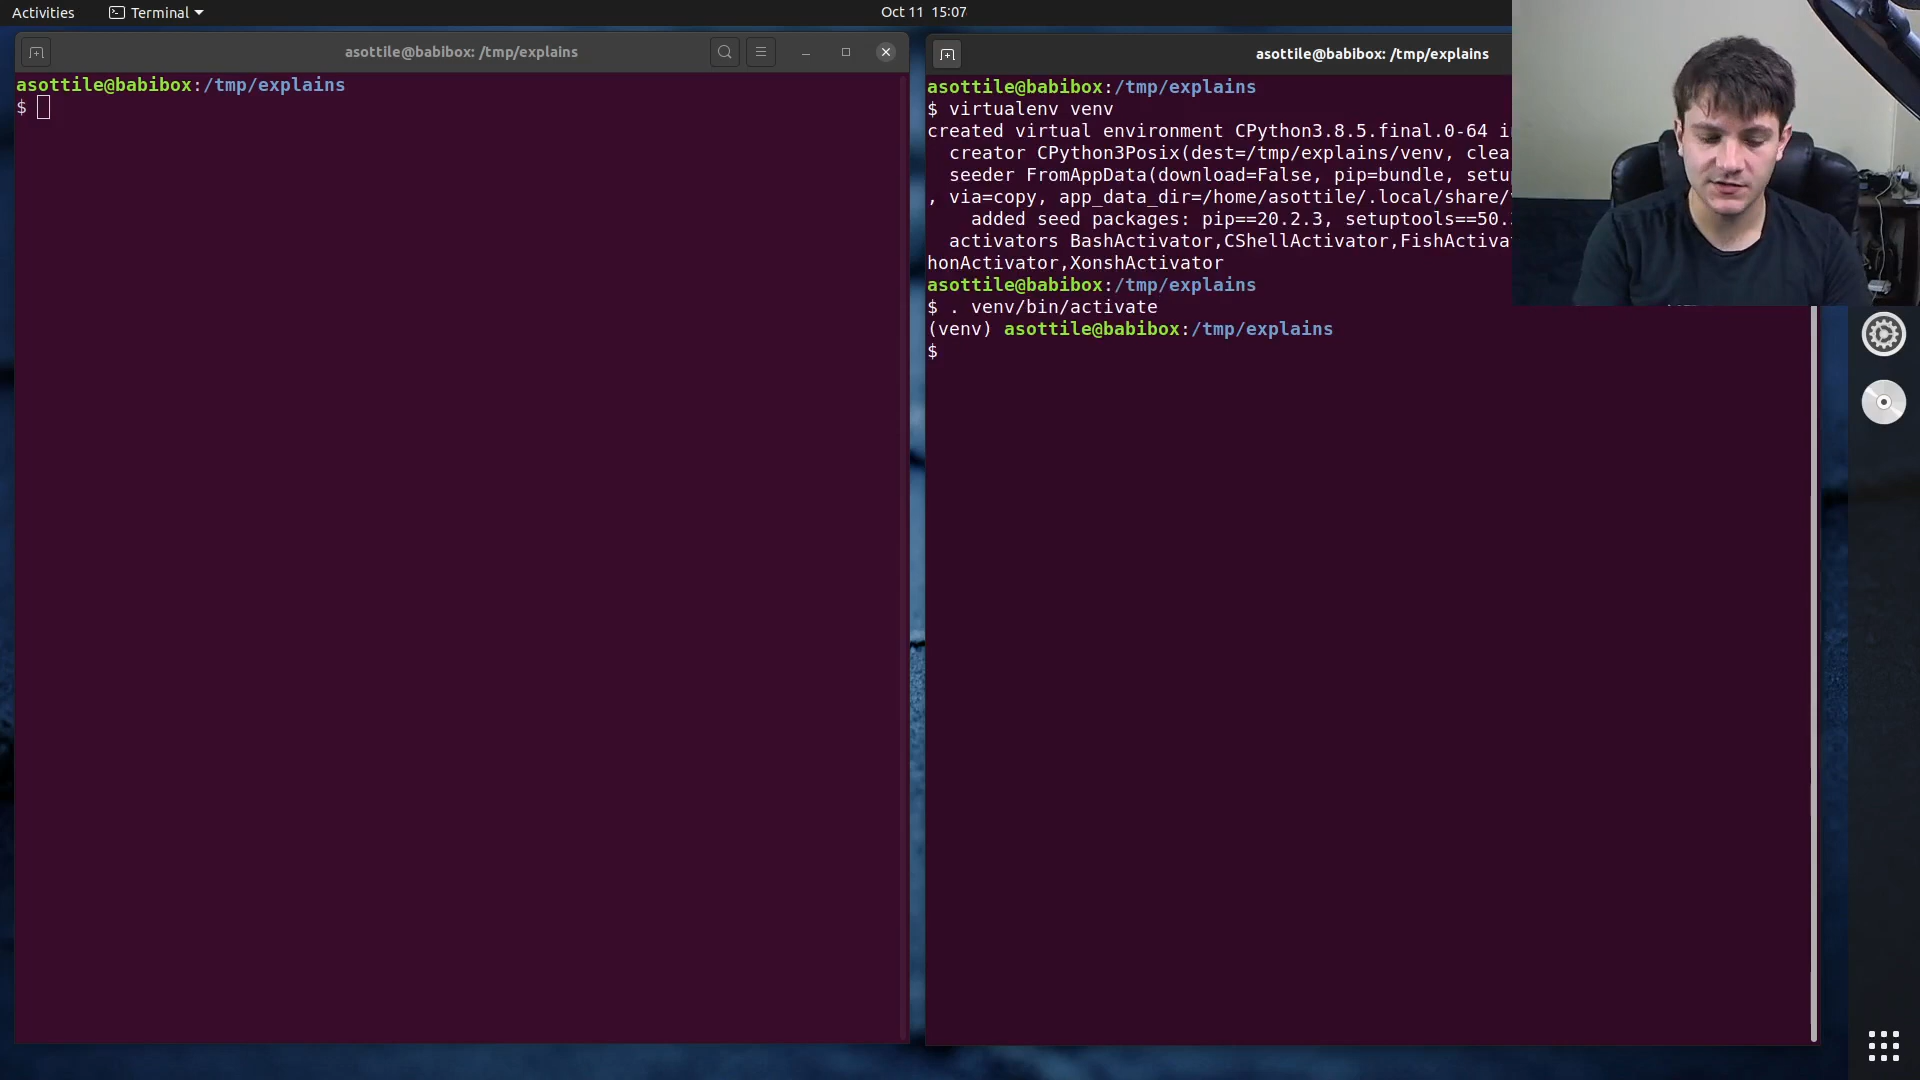 Activities
Terminal
Oct 11 15:07
asottile@babibox: /tmp/explains
asottile@babibox:/tmp/explains
$
asottile@babibox: /tmp/explains
asottile@babibox:/tmp/explains
$ virtualenv venv
created virtual environment CPython3.8.5.final.0-64 i
creator CPython3Posix(dest=/tmp/explains/venv, clea
seeder FromAppData(download=False, pip=bundle, setu
, via=copy, app_data_dir=/home/asottile/.local/share/
added seed packages: pip==20.2.3, setuptools==50.
activators BashActivator,CShellActivator,FishActiva
honActivator,XonshActivator
asottile@babibox:/tmp/explains
$ . venv/bin/activate
(venv) asottile@babibox:/tmp/explains
$